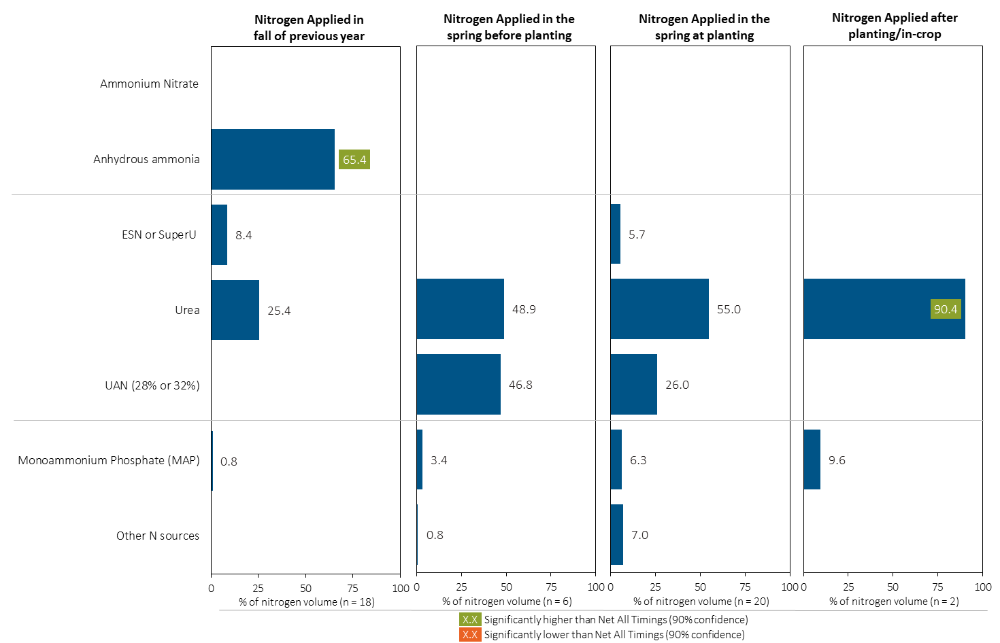 Nitrogen Applied in
fall of previous year
Nitrogen Applied in the
spring before planting
Nitrogen Applied in the
spring at planting
Nitrogen Applied after
planting/in-crop
Ammonium Nitrate
Anhydrous ammonia
65.4
ESN or SuperU
8.4
5.7
Urea
25.4
48.9
55.0
90.4
UAN (28% or 32%)
46.8
26.0
Monoammonium Phosphate (MAP)
0.8
3.4
6.3
9.6
Other N sources
0.8
7.0
0 25 50 75 100
0 25 50 75 100
0 25 50 75 100
0 25 50 75 100
% of nitrogen volume (n = 18)
% of nitrogen volume (n = 6)
% of nitrogen volume (n = 20)
% of nitrogen volume (n = 2)
X.X Significantly higher than Net All Timings (90% confidence)
X.X Significantly lower than Net All Timings (90% confidence)